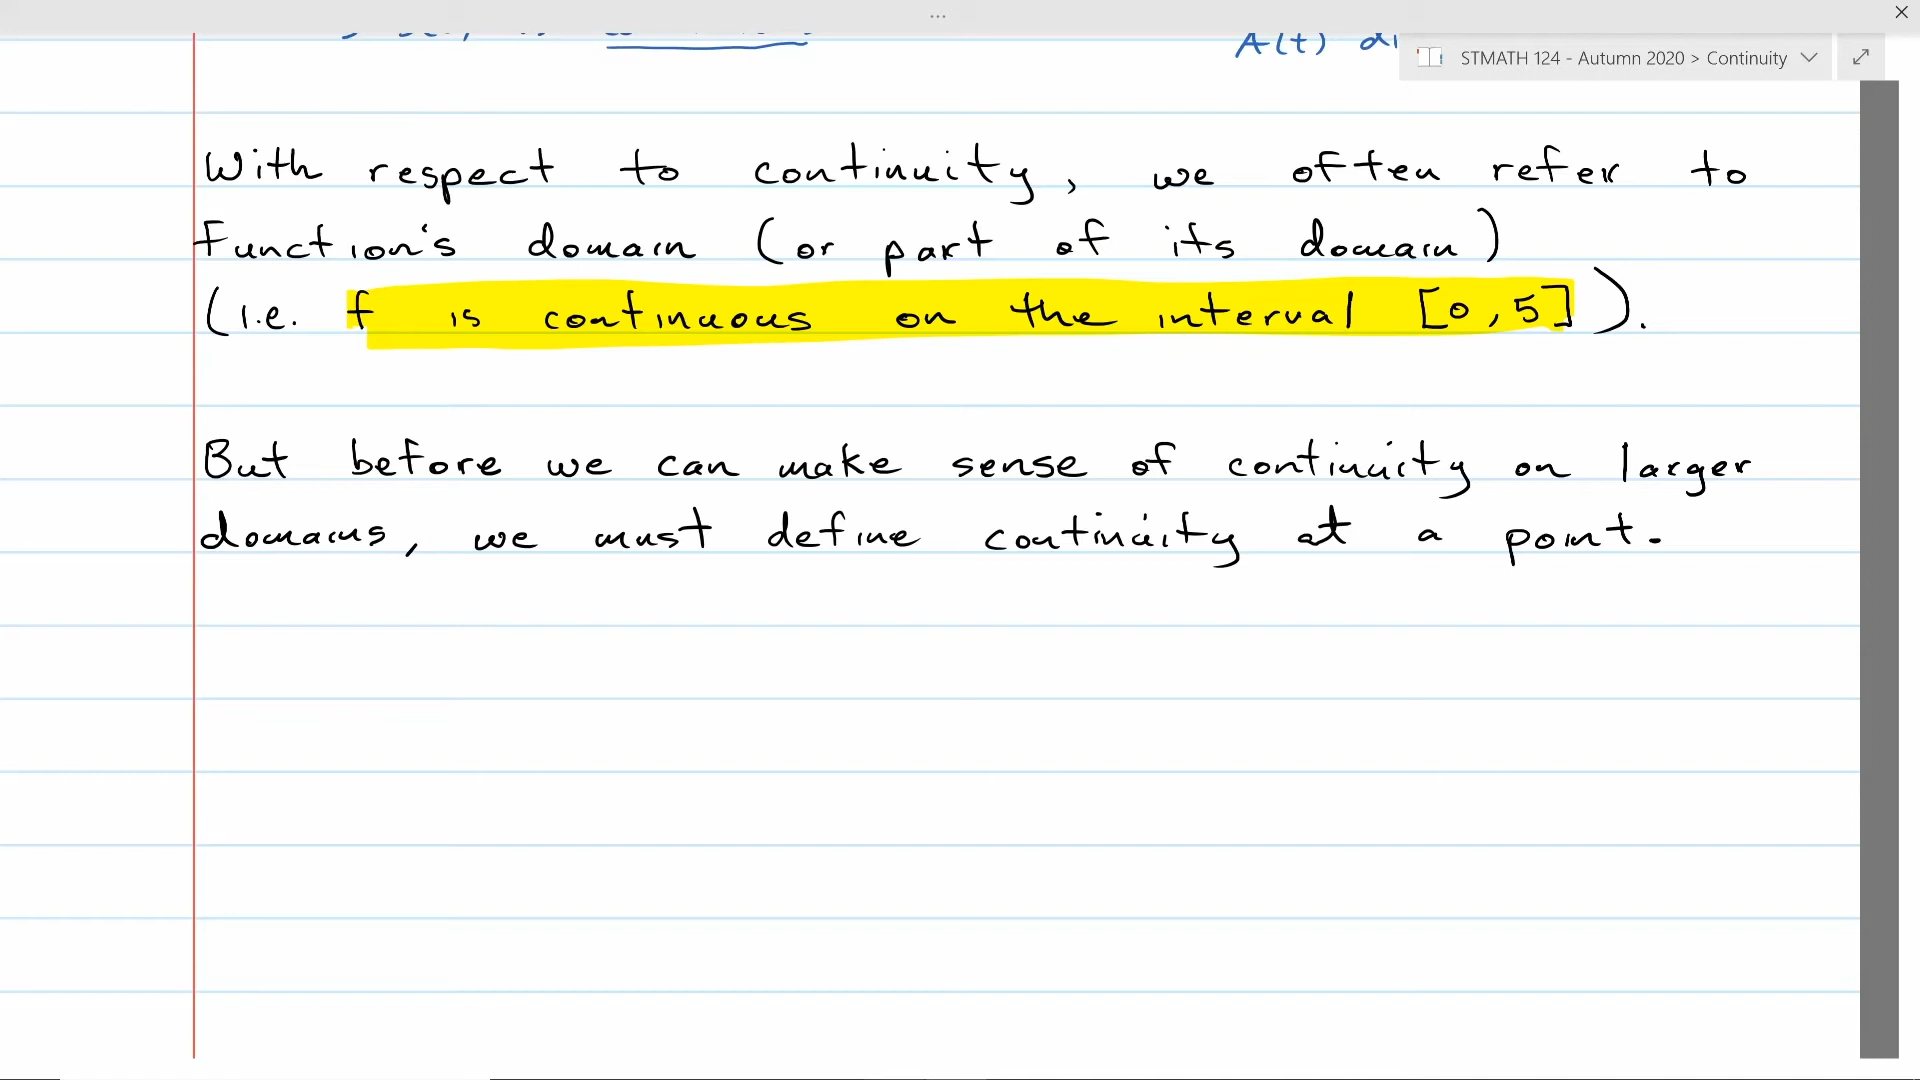 ...
A(t) di
STMATH 124 - Autumn 2020 > Continuity
With respect to continuity, we often refer to
function's domain (or part of its domain)
(i.e. f is continuous on the interval [0,5]).
But before we can make sense of continuity on larger
domains, we must define continuity at a point.